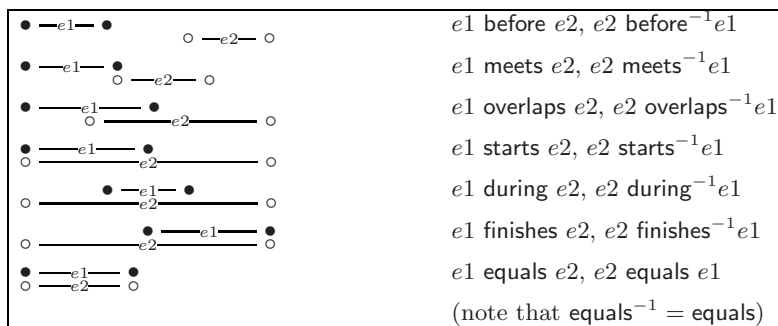 e1 e1 before e2, e2 before⁻¹e1
e2
e1 e1 meets e2, e2 meets⁻¹e1
e2
e1 e1 overlaps e2, e2 overlaps⁻¹e1
e2
e1 e1 starts e2, e2 starts⁻¹e1
e2
e1 e1 during e2, e2 during⁻¹e1
e2
e1 e1 finishes e2, e2 finishes⁻¹e1
e2
e1 e1 equals e2, e2 equals e1
e2
(note that equals⁻¹ = equals)